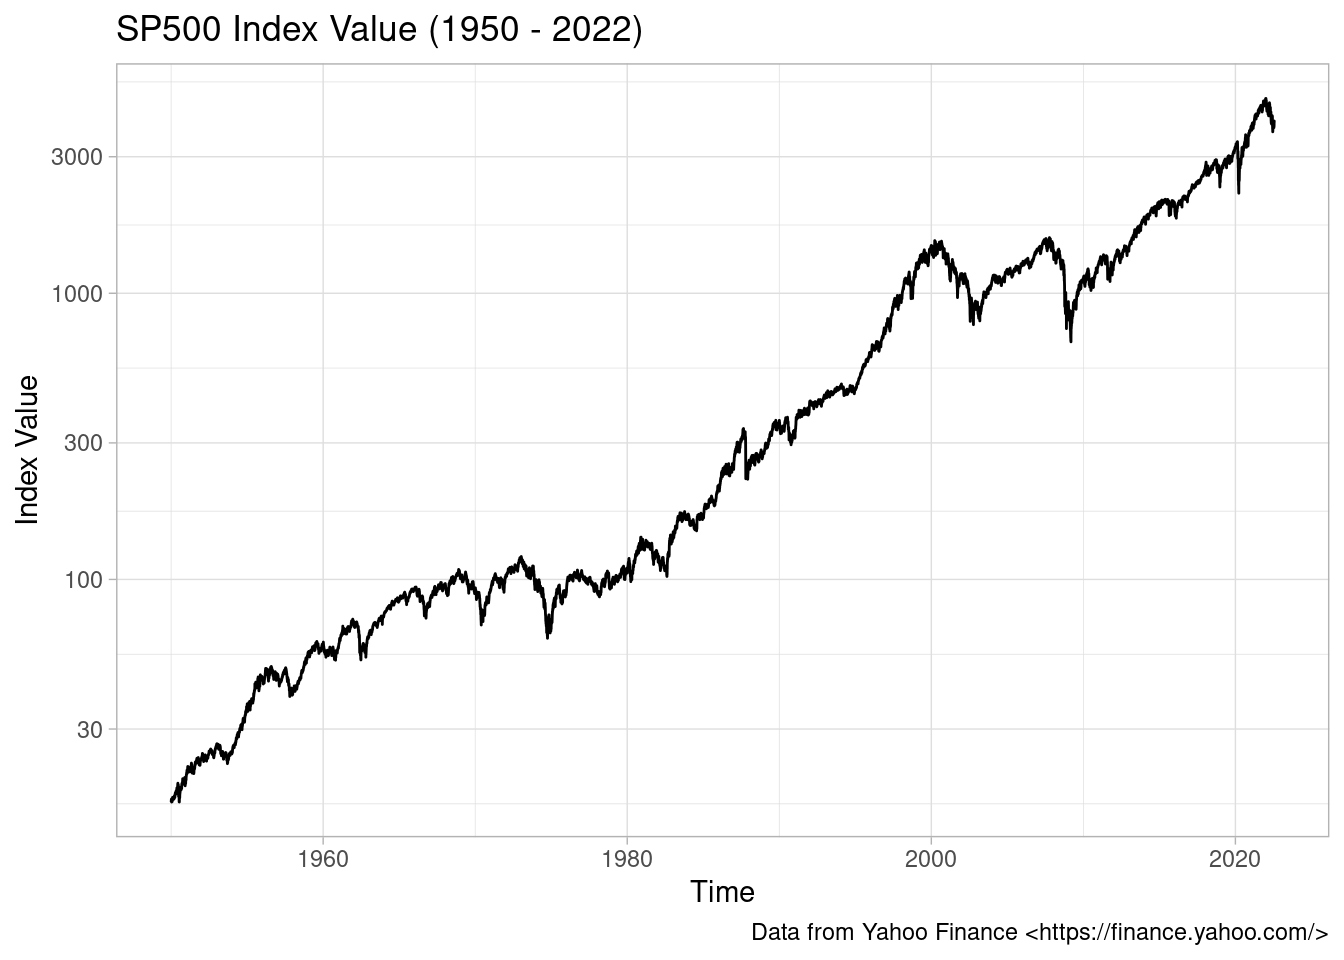 SP500 Index Value (1950 - 2022)
3000
1000
300
100
30
Index Value
1960 1980 2000 2020
Time
Data from Yahoo Finance <https://finance.yahoo.com/>